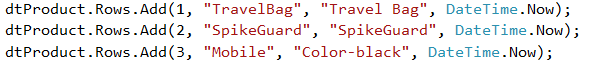 dtProduct.Rows.Add(1, "TravelBag", "Travel Bag", DateTime.Now);
dtProduct.Rows.Add(2, "SpikeGuard", "SpikeGuard", DateTime.Now);
dtProduct.Rows.Add(3, "Mobile", "Color-black", DateTime.Now);